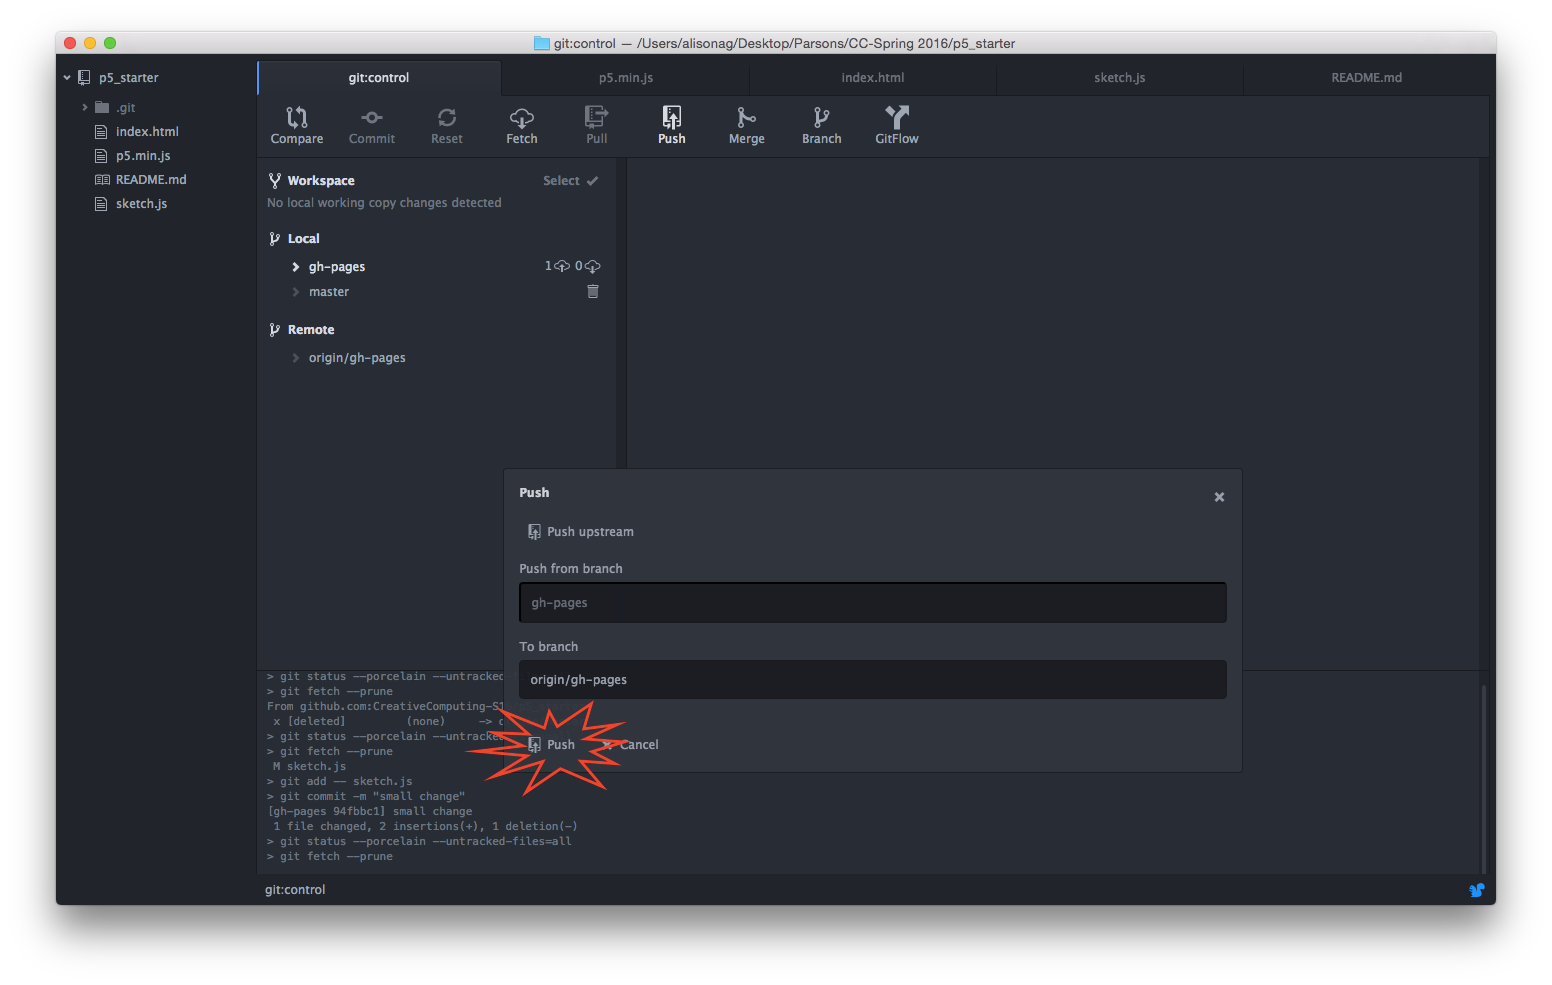 git:control — /Users/alisonag/Desktop/Parsons/CC-Spring 2016/p5_starter
p5_starter
.git
index.html
p5.min.js
README.md
sketch.js
git:control
p5.min.js
index.html
sketch.js
README.md
Compare
Commit
Reset
Fetch
Pull
Push
Merge
Branch
GitFlow
Workspace
Select
No local working copy changes detected
Local
gh-pages
1 0
master
Remote
origin/gh-pages
Push
Push upstream
Push from branch
gh-pages
To branch
origin/gh-pages
Push
Cancel
> git status --porcelain --untracked-
> git fetch --prune
From github.com:CreativeComputing-S
x [deleted] (none) -> 
> git status --porcelain --untracked-
> git fetch --prune
M sketch.js
> git add -- sketch.js
> git commit -m "small change"
[gh-pages 94fbbc1] small change
1 file changed, 2 insertions(+), 1 deletion(-)
> git status --porcelain --untracked-files=all
> git fetch --prune
git:control